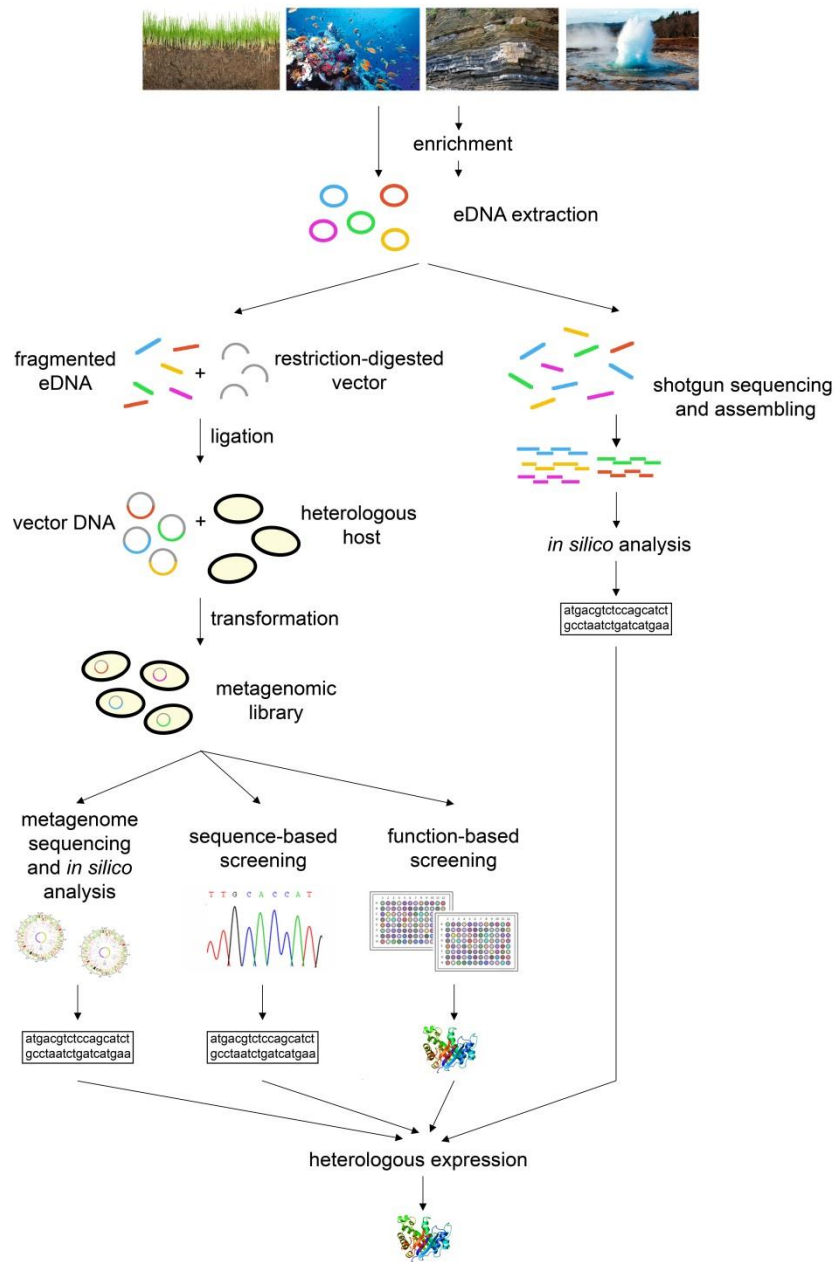 enrichment
eDNA extraction
fragmented
eDNA
+
restriction-digested
vector
shotgun sequencing
and assembling
ligation
vector DNA
+
heterologous
host
in silico analysis
atgacgtctccagcatct
gcctaatctgatcatgaa
transformation
metagenomic
library
metagenome
sequencing
and in silico
analysis
sequence-based
screening
function-based
screening
T T G C A C C A T
atgacgtctccagcatct
gcctaatctgatcatgaa
atgacgtctccagcatct
gcctaatctgatcatgaa
heterologous expression